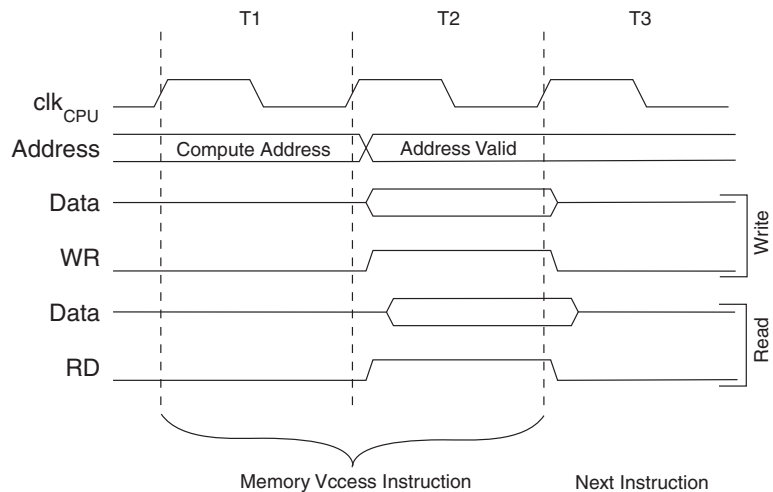 T1 T2 T3
clkCPU
Address Compute Address Address Valid
Data
WR
Write
Data
RD
Read
Memory Vccess Instruction Next Instruction